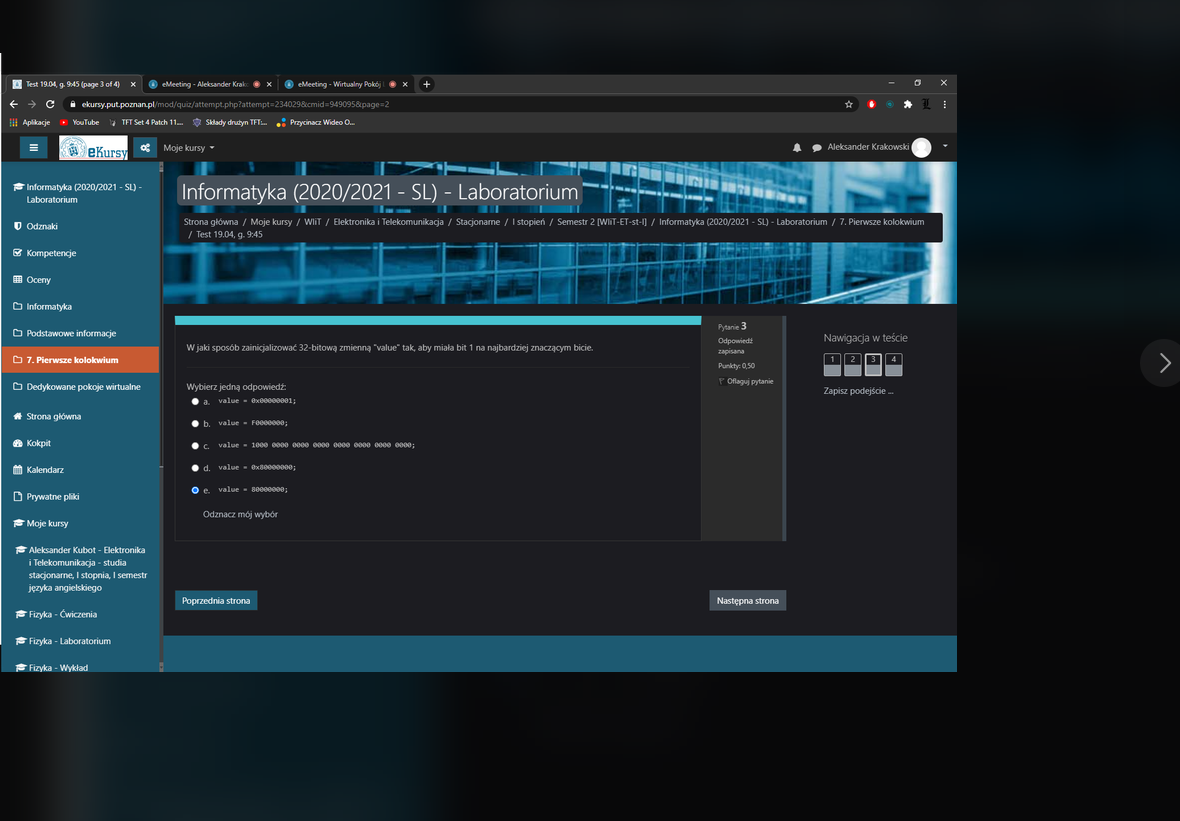 Test 19.04, g. 9:45 (page 3 of 4)
eMeeting - Aleksander Krako
eMeeting - Wirtualny Pokój
ekursy.put.poznan.pl/mod/quiz/attempt.php?attempt=234029&cmid=949095&page=2
Aplikacje
YouTube
TFT Set 4 Patch 11....
Składy drużyn TFT:...
Przycinacz Wideo O...
eKursy
Moje kursy
Aleksander Krakowski
Informatyka (2020/2021 - SL) - Laboratorium
Odznaki
Kompetencje
Oceny
Informatyka
Podstawowe informacje
7. Pierwsze kolokwium
Dedykowane pokoje wirtualne
Strona główna
Kokpit
Kalendarz
Prywatne pliki
Moje kursy
Aleksander Kubot - Elektronika
i Telekomunikacja - studia
stacjonarne, I stopnia, I semestr
języka angielskiego
Fizyka - Ćwiczenia
Fizyka - Laboratorium
Fizyka - Wykład
Informatyka (2020/2021 - SL) - Laboratorium
Strona główna / Moje kursy / WIiT / Elektronika i Telekomunikacja / Stacjonarne / I stopień / Semestr 2 [WIiT-ET-st-I] / Informatyka (2020/2021 - SL) - Laboratorium / 7. Pierwsze kolokwium
/ Test 19.04, g. 9:45
W jaki sposób zainicjalizować 32-bitową zmienną "value" tak, aby miała bit 1 na najbardziej znaczącym bicie.
Wybierz jedną odpowiedź:
a. value = 0x00000001;
b. value = F0000000;
c. value = 1000 0000 0000 0000 0000 0000 0000 0000;
d. value = 0x80000000;
e. value = 80000000;
Odznacz mój wybór
Pytanie 3
Odpowiedź
zapisana
Punkty: 0,50
Oflaguj pytanie
Nawigacja w teście
1 2 3 4
Zapisz podejście ...
Poprzednia strona
Następna strona